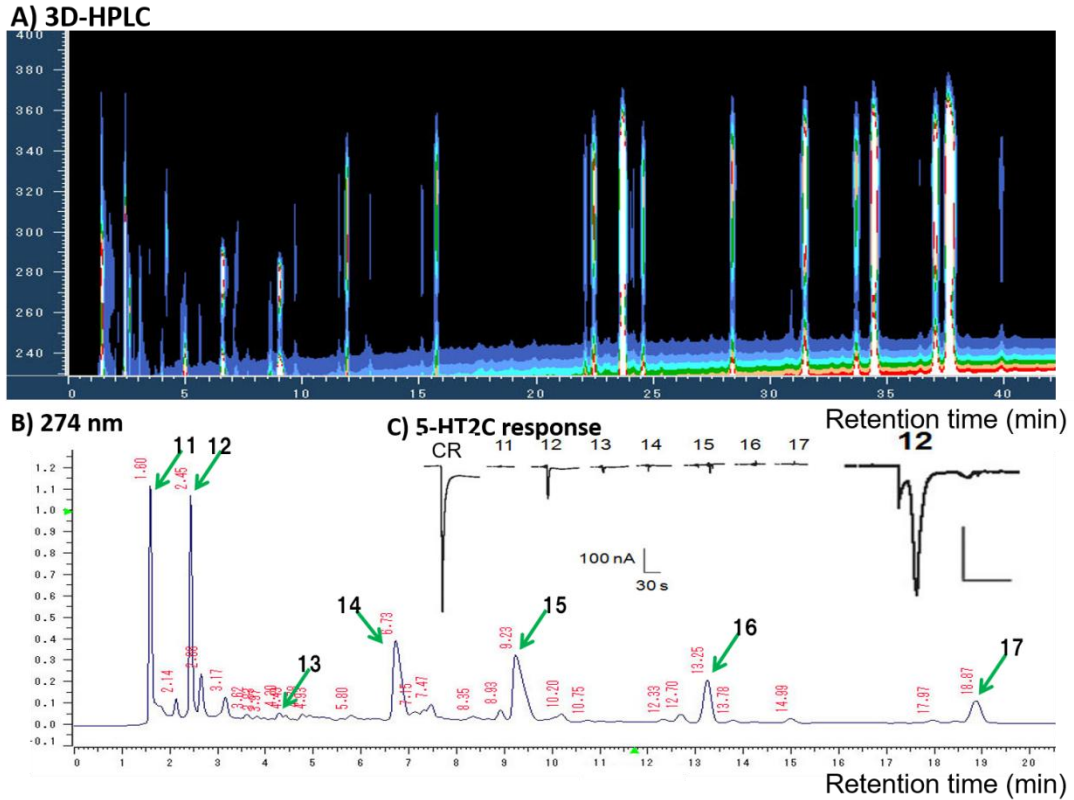 A) 3D-HPLC
400
380
360
340
320
300
280
260
240
0 5 10 15 20 25 30 35 40
Retention time (min)
B) 274 nm
C) 5-HT2C response
CR 11 12 13 14 15 16 17
12
100 nA
30 s
11 12
1.60 2.45
14 15
6.73 9.23
13 16 17
13.25 18.87
2.14 3.17 5.80 7.15 7.47 8.35 8.93 10.20 10.75 12.33 12.70 13.78 14.99 17.97
1.2
1.1
1.0
0.9
0.8
0.7
0.6
0.5
0.4
0.3
0.2
0.1
0.0
-0.1
0 1 2 3 4 5 6 7 8 9 10 11 12 13 14 15 16 17 18 19 20
Retention time (min)